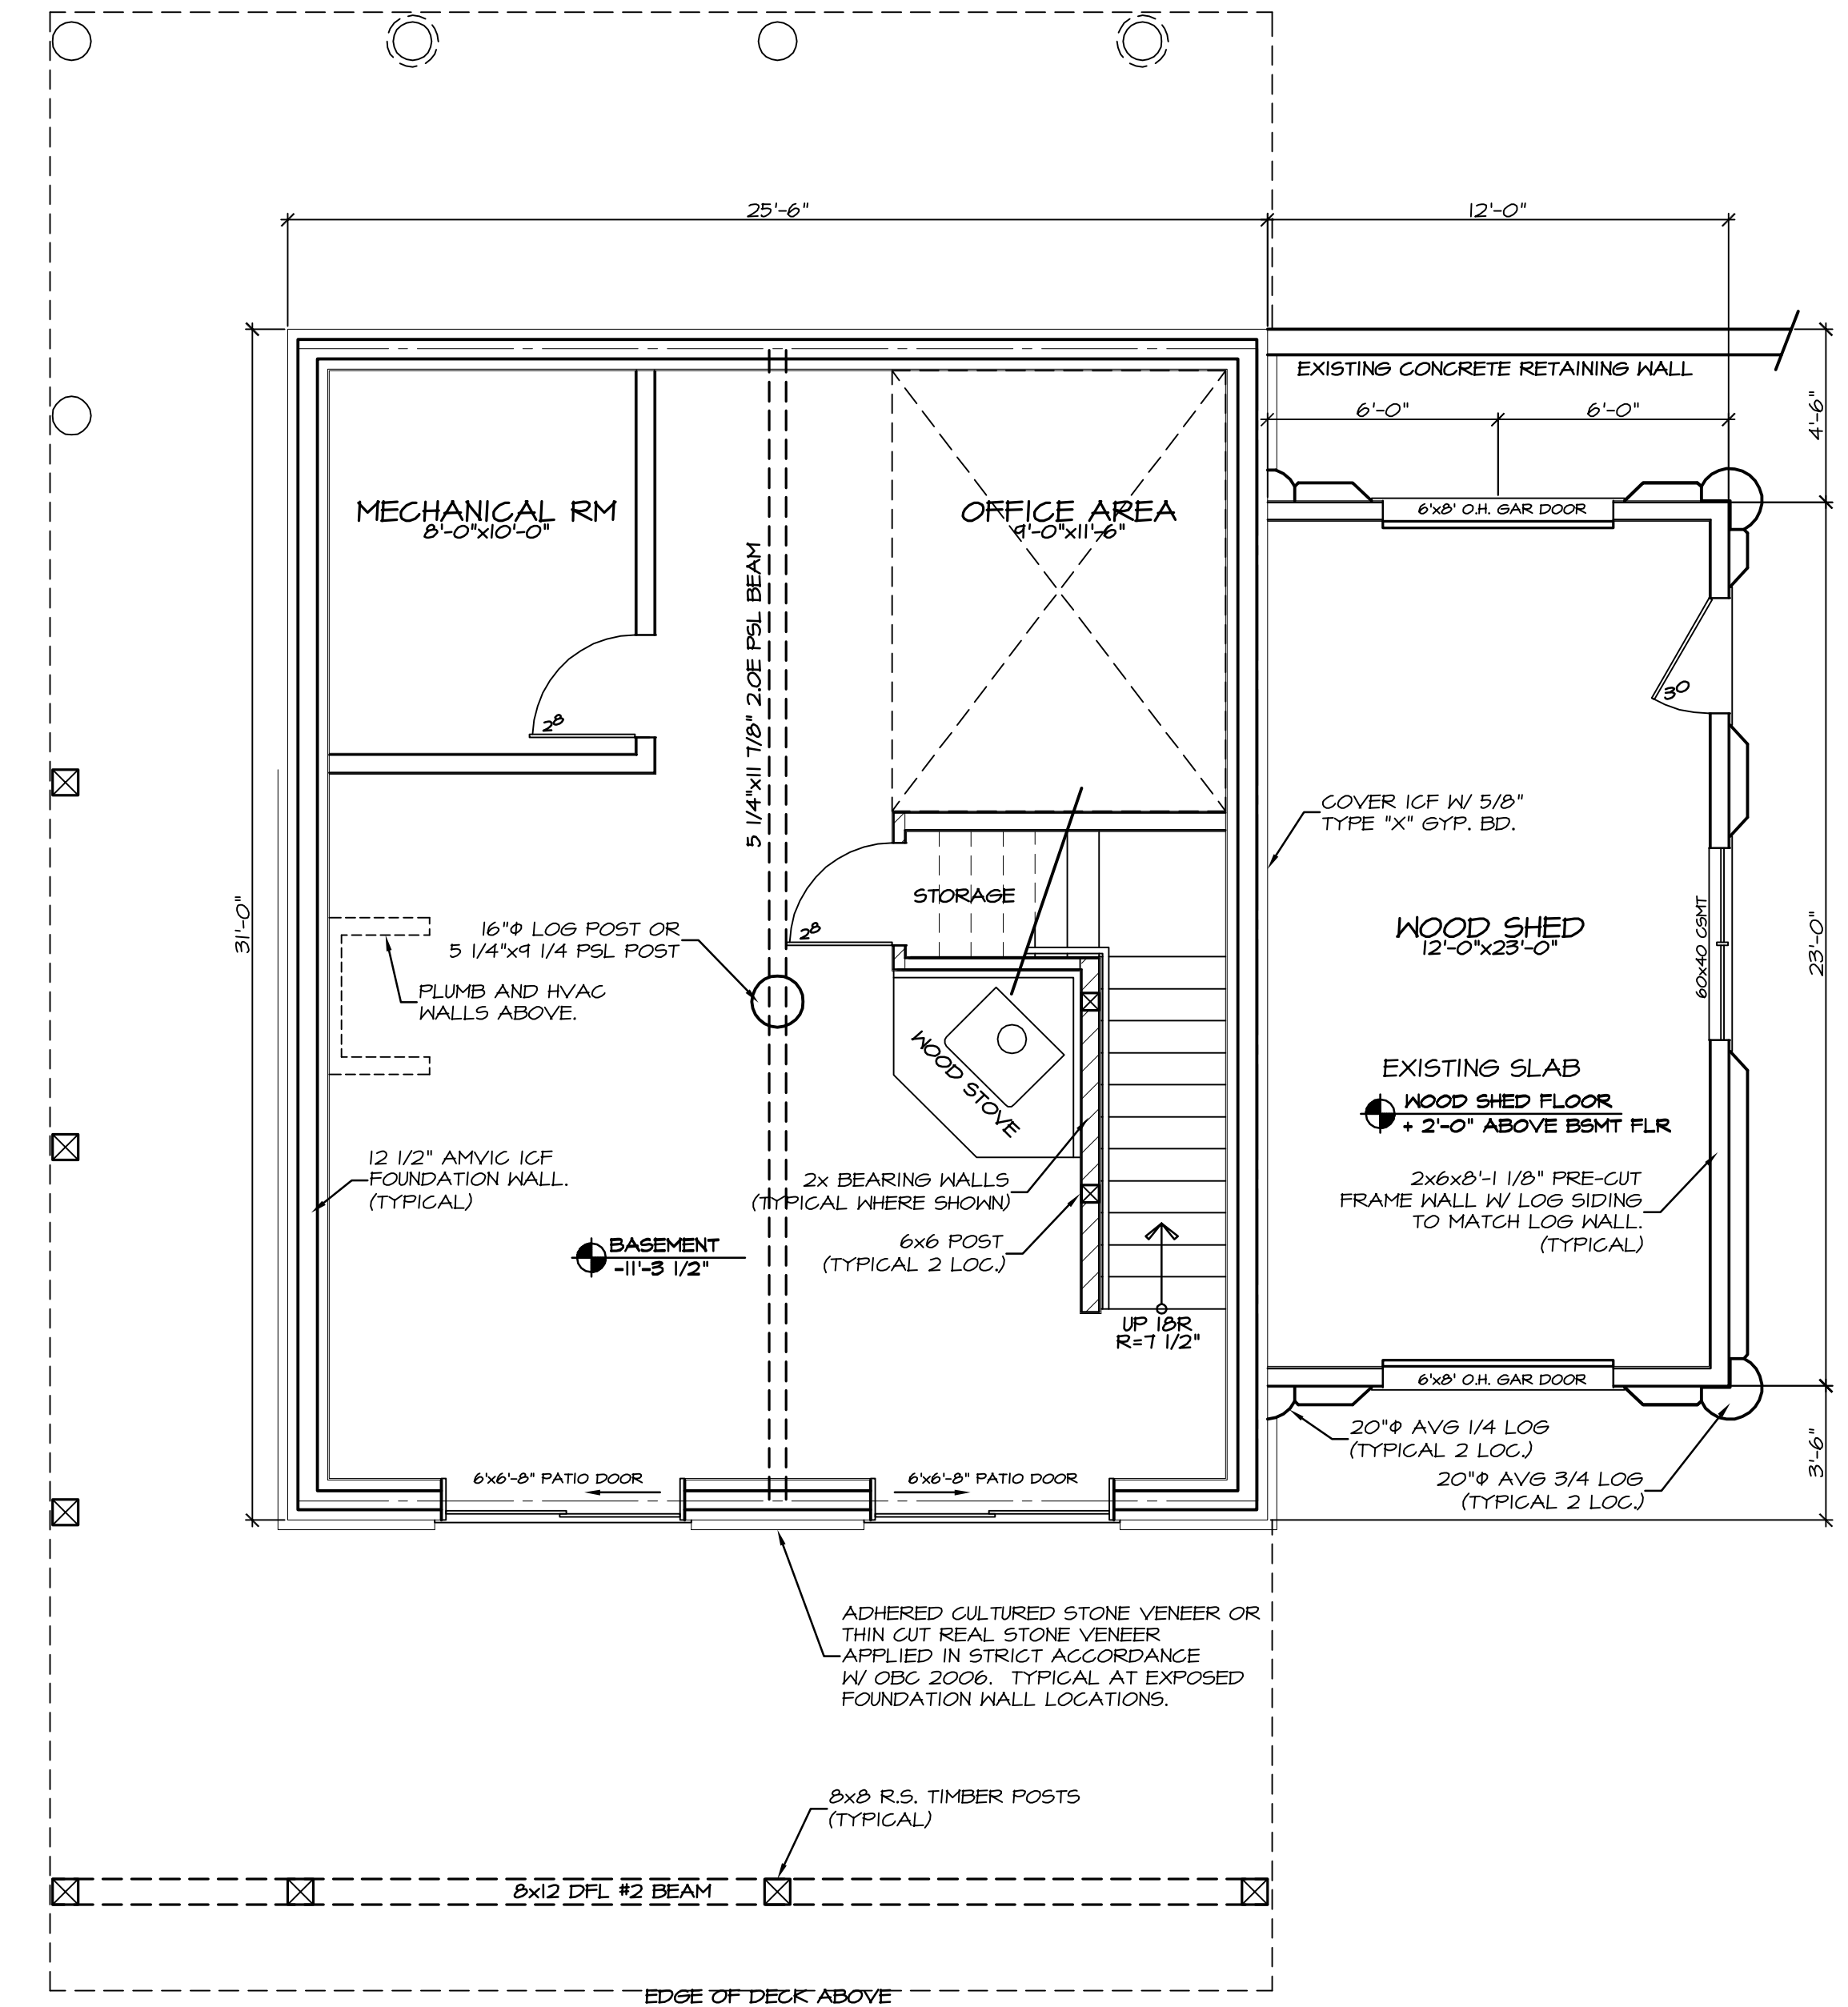 25'-6"
12'-0"
EXISTING CONCRETE RETAINING WALL
6'-0"
6'-0"
4'-6"
MECHANICAL RM
8'-0"x10'-0"
OFFICE AREA
9'-0"x11'-6"
6'x8' O.H. GAR DOOR
5 1/4"x11 7/8" 2.0E PSL BEAM
28
30
COVER ICF W/ 5/8"
TYPE "X" GYP. BD.
STORAGE
28
31'-0"
16"Φ LOG POST OR
5 1/4"x9 1/4 PSL POST
PLUMB AND HVAC
WALLS ABOVE.
WOOD SHED
12'-0"x23'-0"
60x40 CSMT
23'-0"
WOOD STOVE
EXISTING SLAB
WOOD SHED FLOOR
+ 2'-0" ABOVE BSMT FLR
12 1/2" AMVIC ICF
FOUNDATION WALL.
(TYPICAL)
2x BEARING WALLS
(TYPICAL WHERE SHOWN)
2x6x8'-1 1/8" PRE-CUT
FRAME WALL W/ LOG SIDING
TO MATCH LOG WALL.
(TYPICAL)
BASEMENT
-11'-3 1/2"
6x6 POST
(TYPICAL 2 LOC.)
UP 18R
R=7 1/2"
6'x8' O.H. GAR DOOR
20"Φ AVG 1/4 LOG
(TYPICAL 2 LOC.)
20"Φ AVG 3/4 LOG
(TYPICAL 2 LOC.)
3'-6"
6'x6'-8" PATIO DOOR
6'x6'-8" PATIO DOOR
ADHERED CULTURED STONE VENEER OR
THIN CUT REAL STONE VENEER
APPLIED IN STRICT ACCORDANCE
W/ OBC 2006. TYPICAL AT EXPOSED
FOUNDATION WALL LOCATIONS.
8x8 R.S. TIMBER POSTS
(TYPICAL)
8x12 DFL #2 BEAM
EDGE OF DECK ABOVE